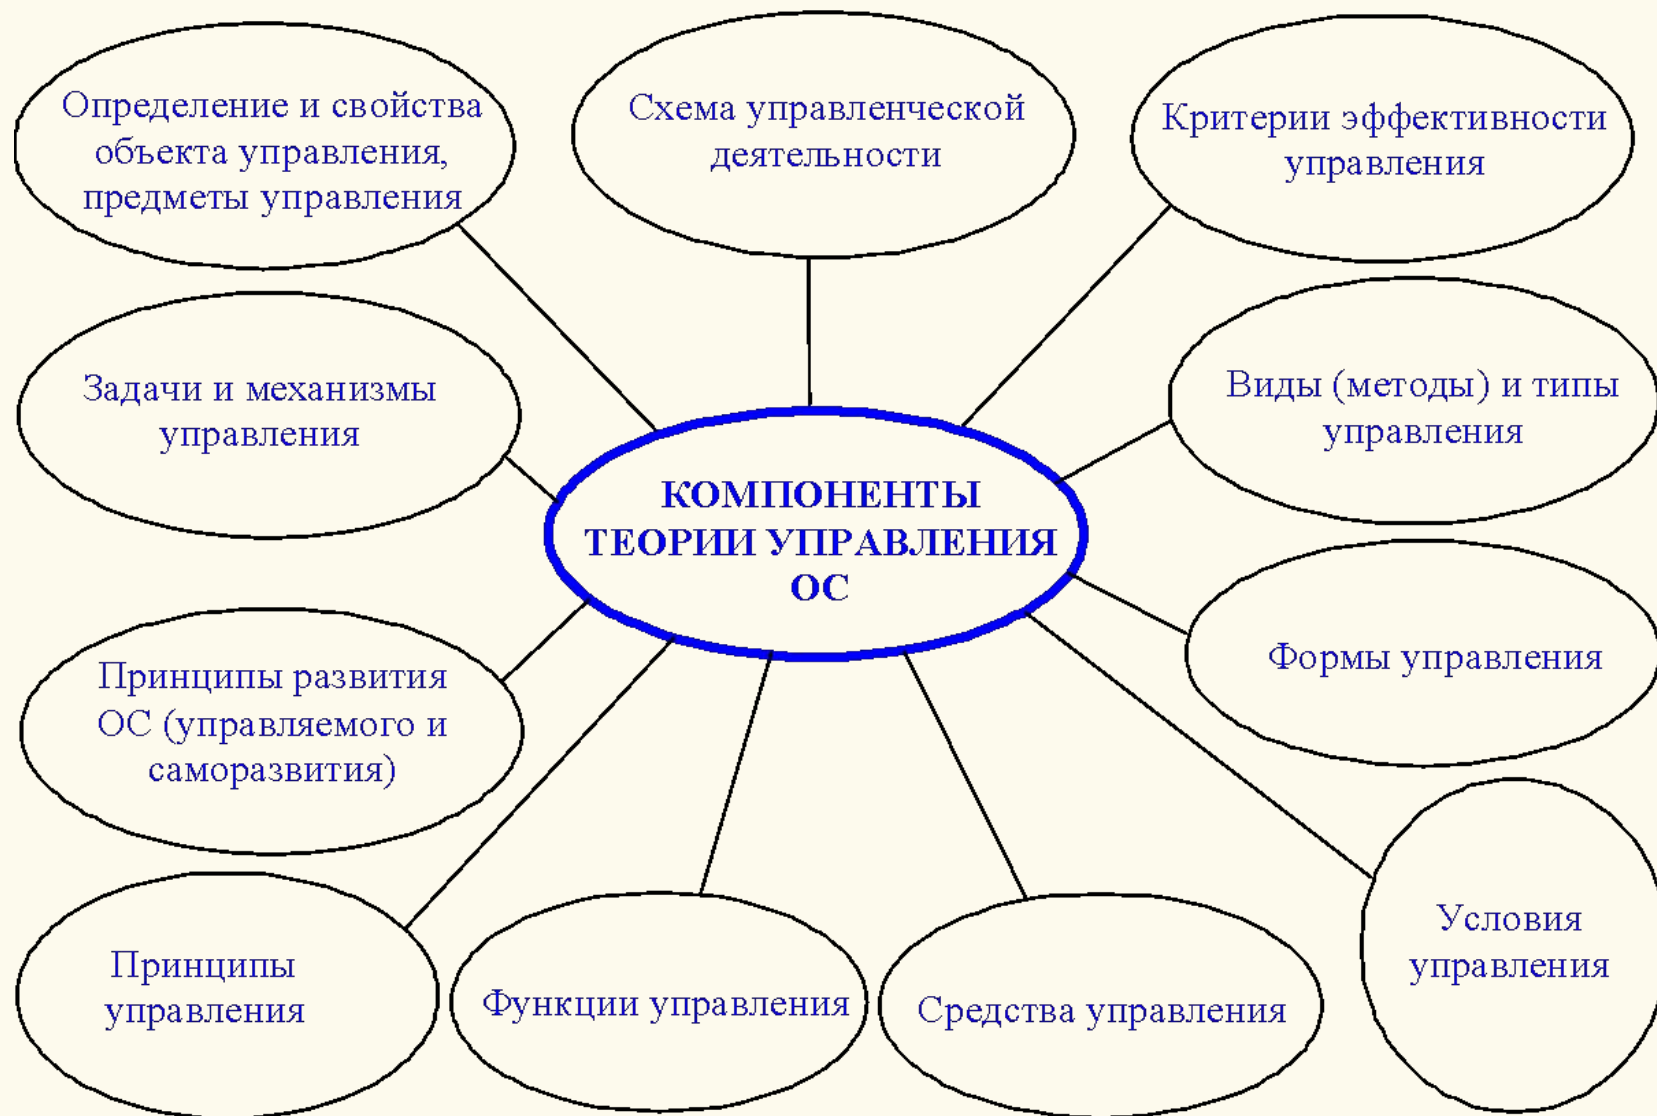 Определение и свойства
объекта управления,
предметы управления
Схема управленческой
деятельности
Критерии эффективности
управления
Задачи и механизмы
управления
Виды (методы) и типы
управления
КОМПОНЕНТЫ
ТЕОРИИ УПРАВЛЕНИЯ
ОС
Принципы развития
ОС (управляемого и
саморазвития)
Формы управления
Принципы
управления
Функции управления
Средства управления
Условия
управления